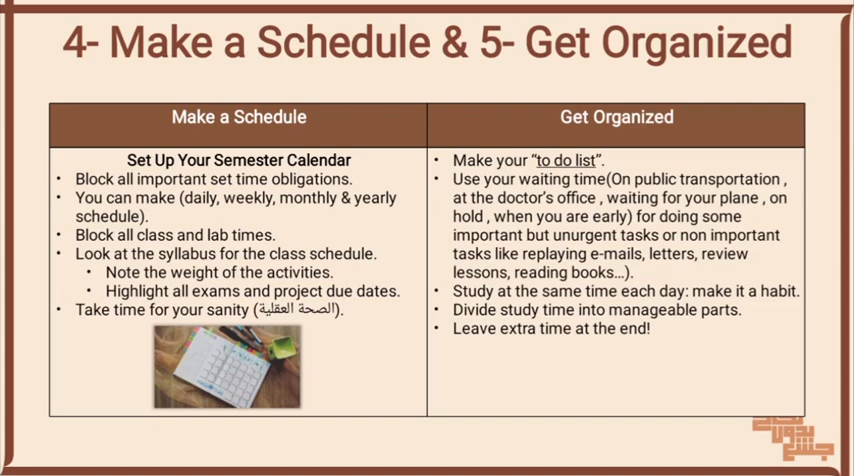 4- Make a Schedule & 5- Get Organized
Make a Schedule
Set Up Your Semester Calendar
• Block all important set time obligations.
• You can make (daily, weekly, monthly & yearly
schedule).
• Block all class and lab times.
• Look at the syllabus for the class schedule.
• Note the weight of the activities.
• Highlight all exams and project due dates.
• Take time for your sanity (الصحة العقلية).
Get Organized
• Make your “to do list”.
• Use your waiting time(On public transportation ,
at the doctor’s office , waiting for your plane , on
hold , when you are early) for doing some
important but unurgent tasks or non important
tasks like replaying e-mails, letters, review
lessons, reading books…).
• Study at the same time each day: make it a habit.
• Divide study time into manageable parts.
• Leave extra time at the end!